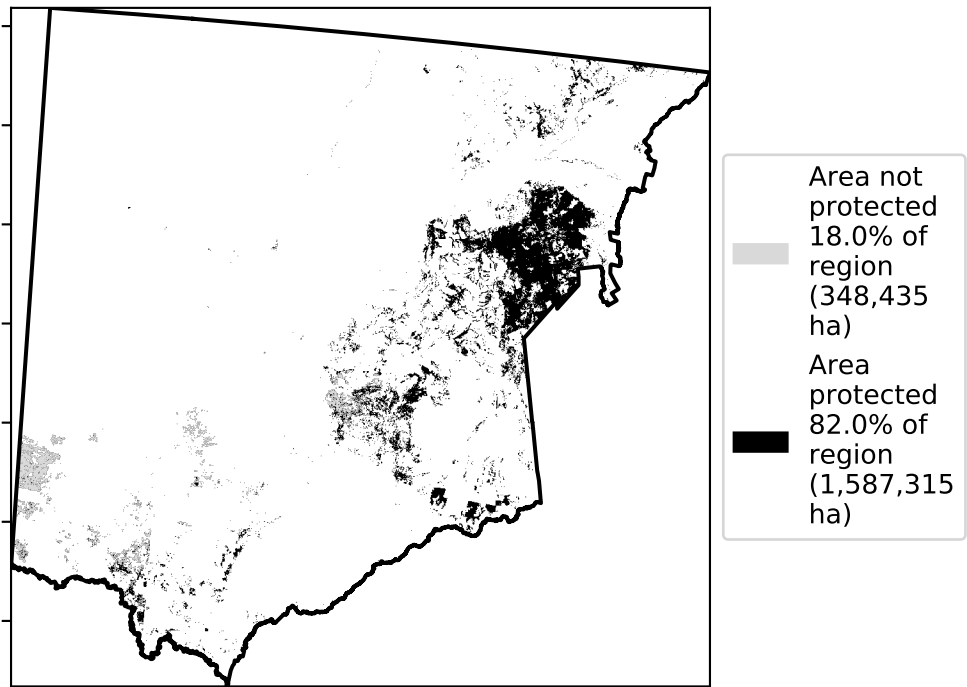 Area not
protected
18.0% of
region
(348,435
ha)
Area
protected
82.0% of
region
(1,587,315
ha)